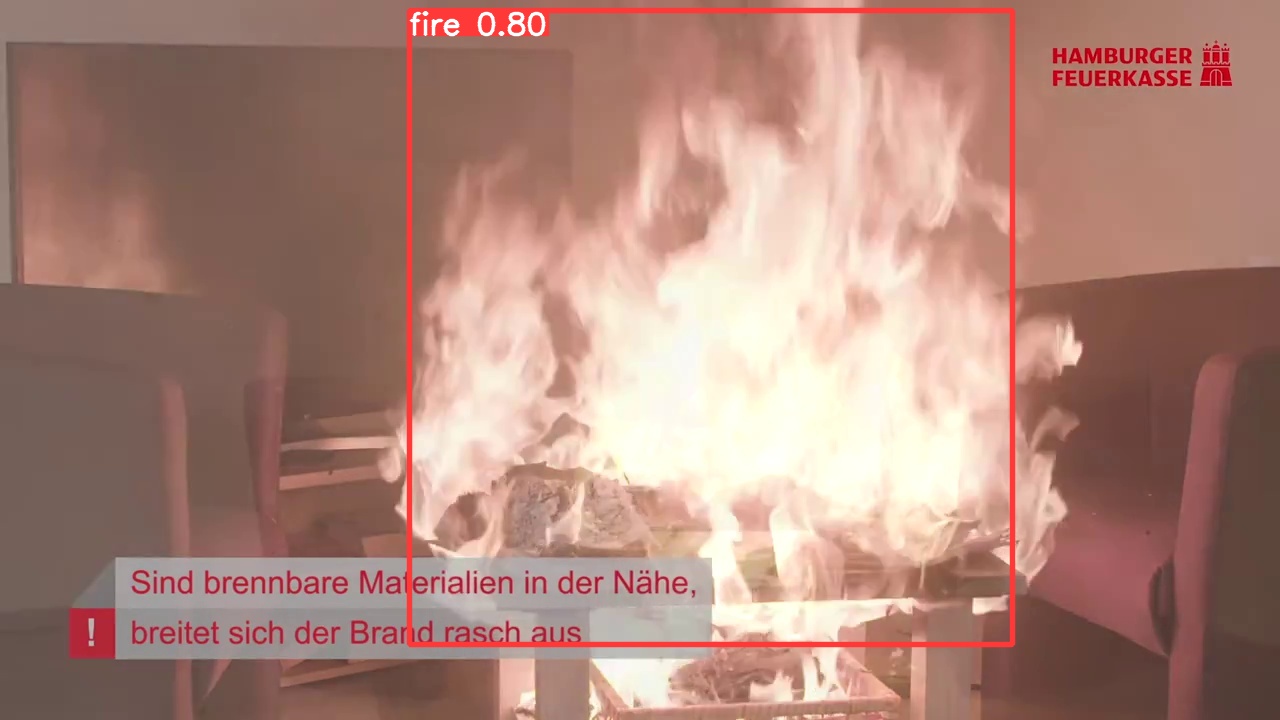 fire 0.80
HAMBURGER
FEUERKASSE
Sind brennbare Materialien in der Nähe,
! breitet sich der Brand rasch aus